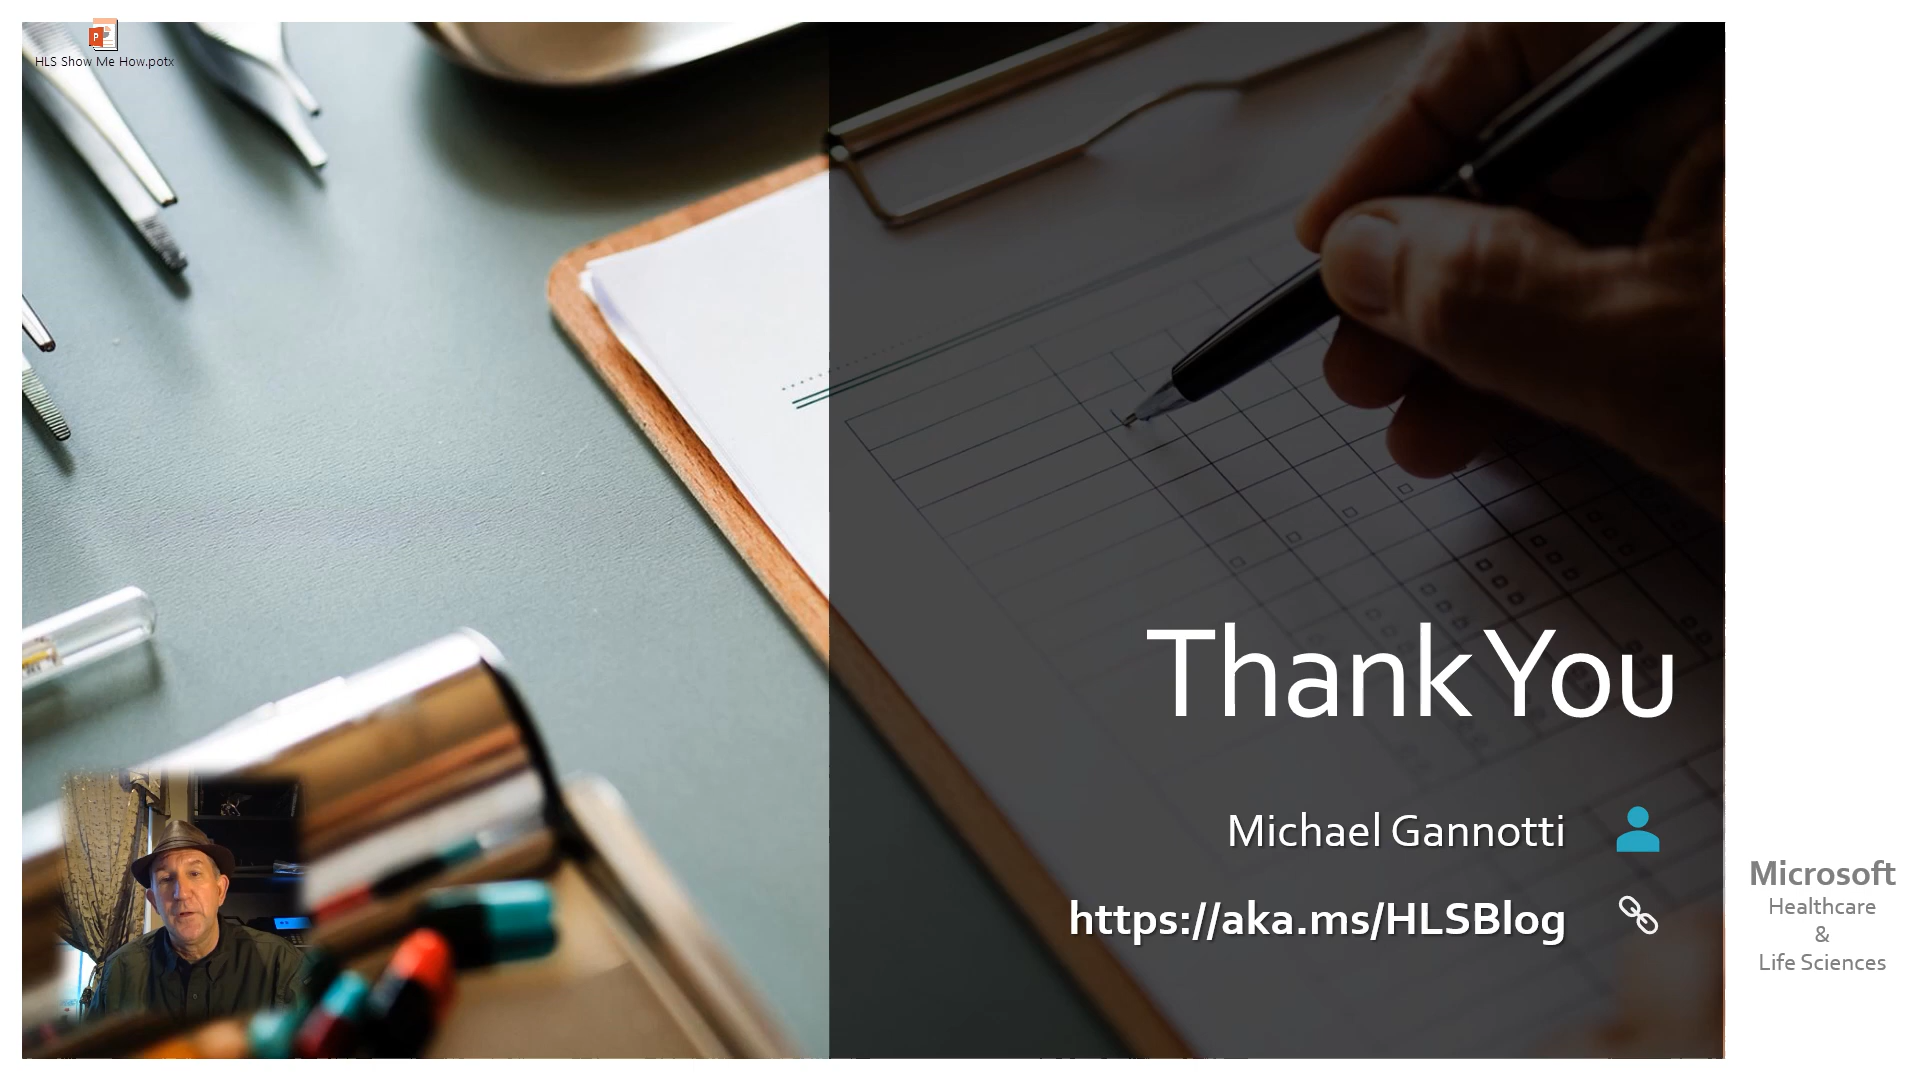 HLS Show Me How.potx
Thank You
Michael Gannotti
https://aka.ms/HLSBlog
Microsoft
Healthcare
&
Life Sciences